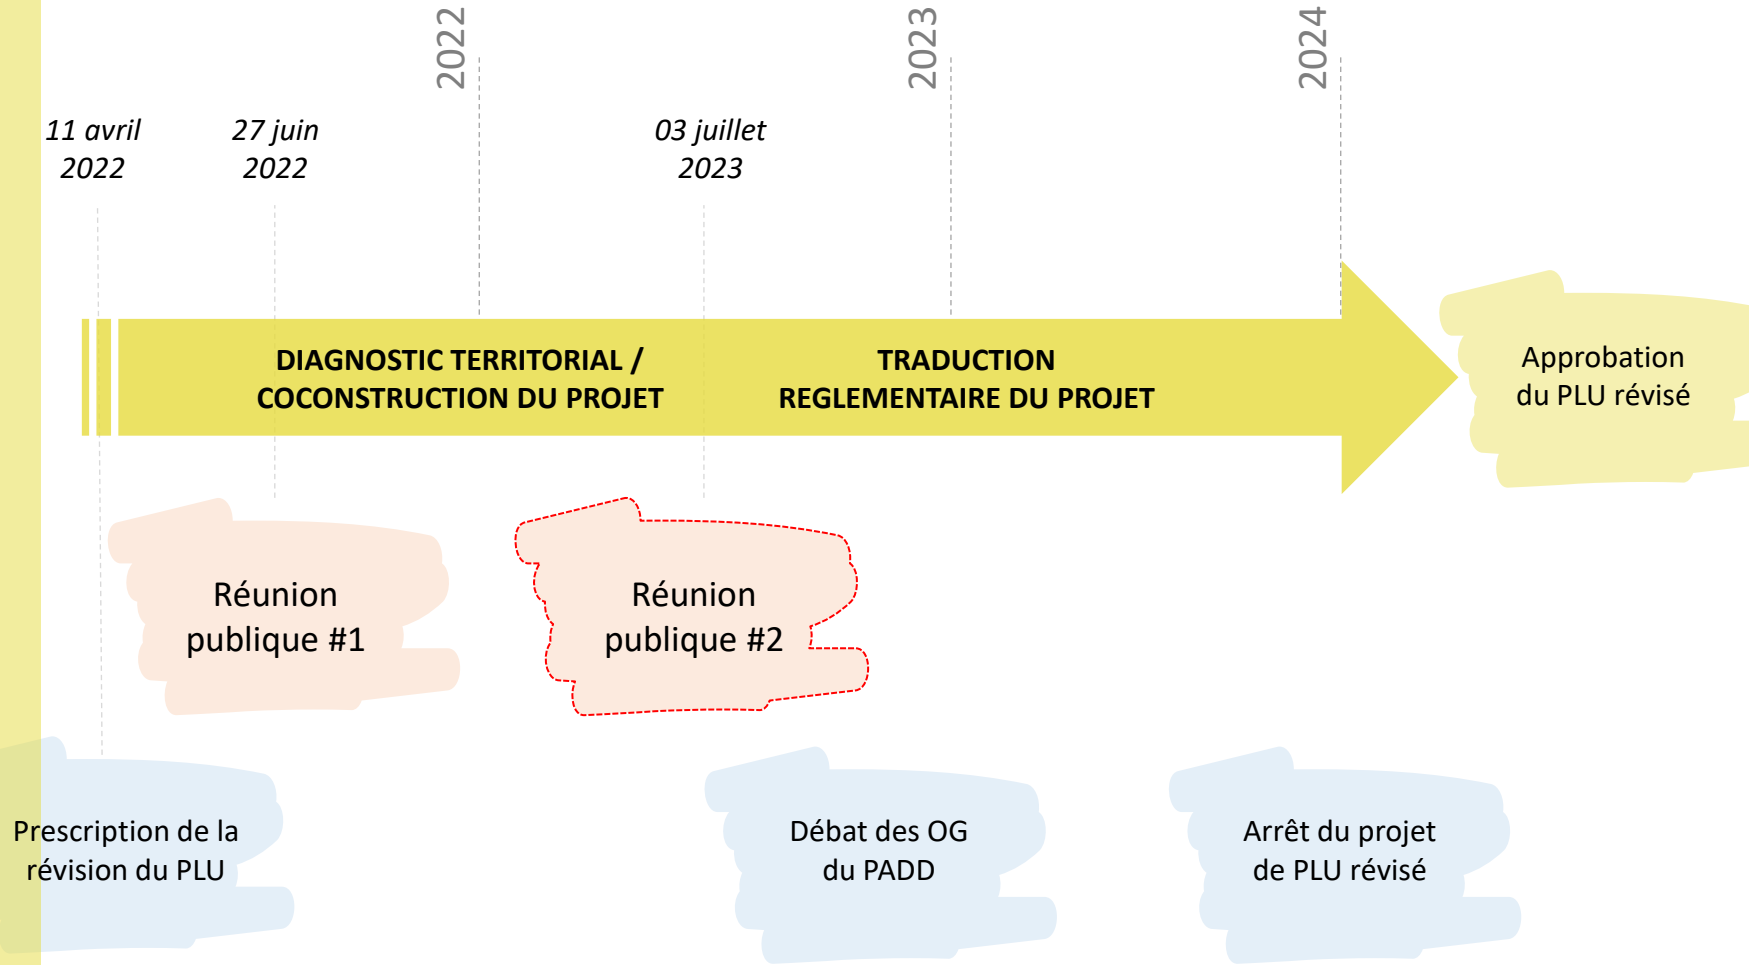 2022
2023
2024
11 avril
2022
27 juin
2022
03 juillet
2023
DIAGNOSTIC TERRITORIAL /
COCONSTRUCTION DU PROJET
TRADUCTION
REGLEMENTAIRE DU PROJET
Approbation
du PLU révisé
Réunion
publique #1
Réunion
publique #2
Prescription de la
révision du PLU
Débat des OG
du PADD
Arrêt du projet
de PLU révisé